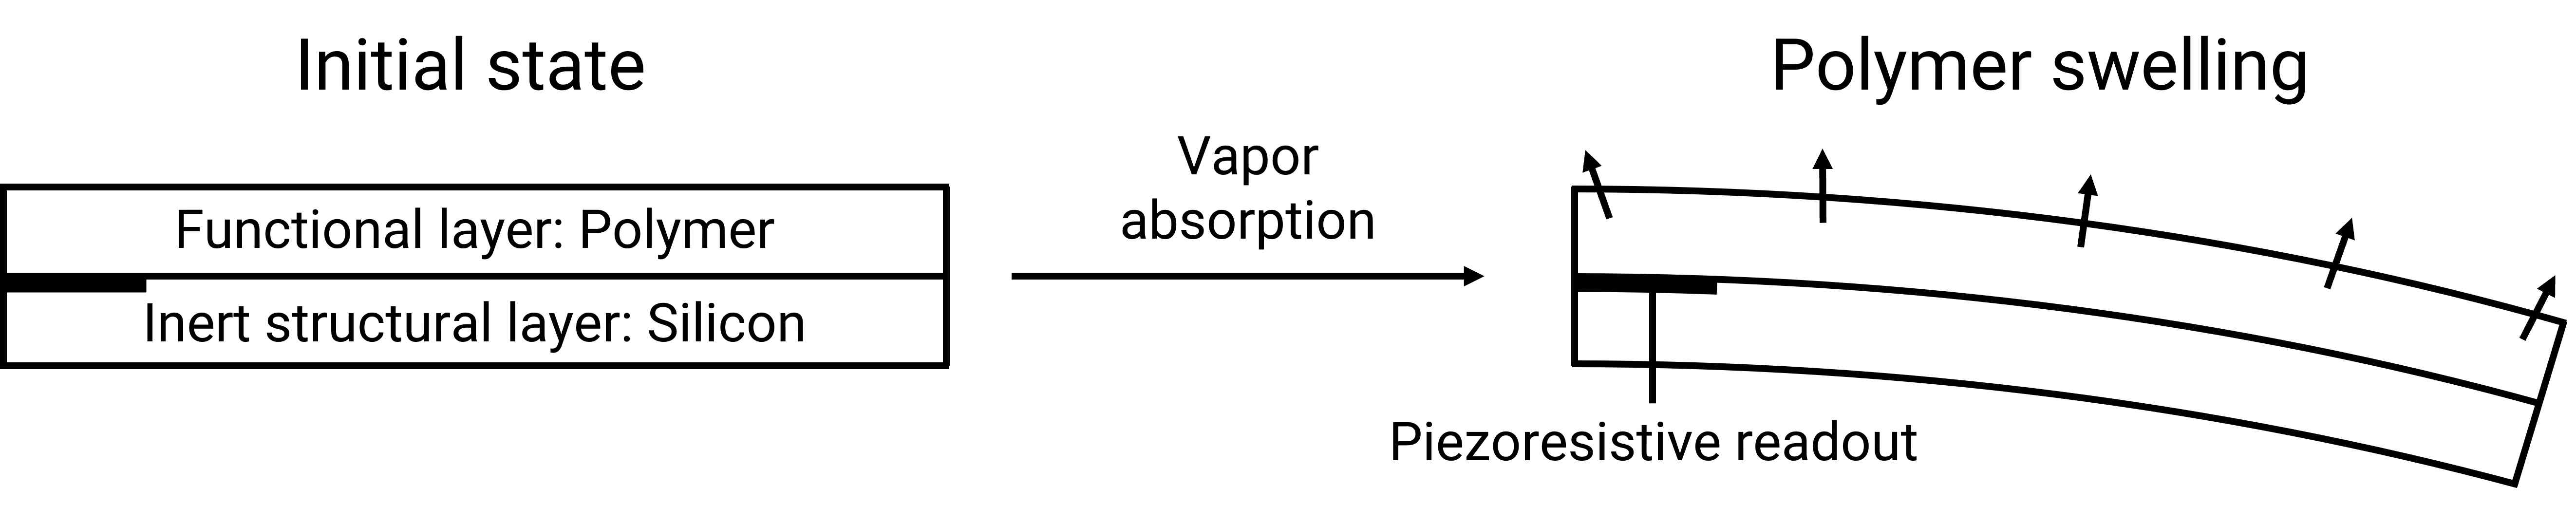 Initial state
Polymer swelling
Vapor
absorption
Functional layer: Polymer
Inert structural layer: Silicon
Piezoresistive readout